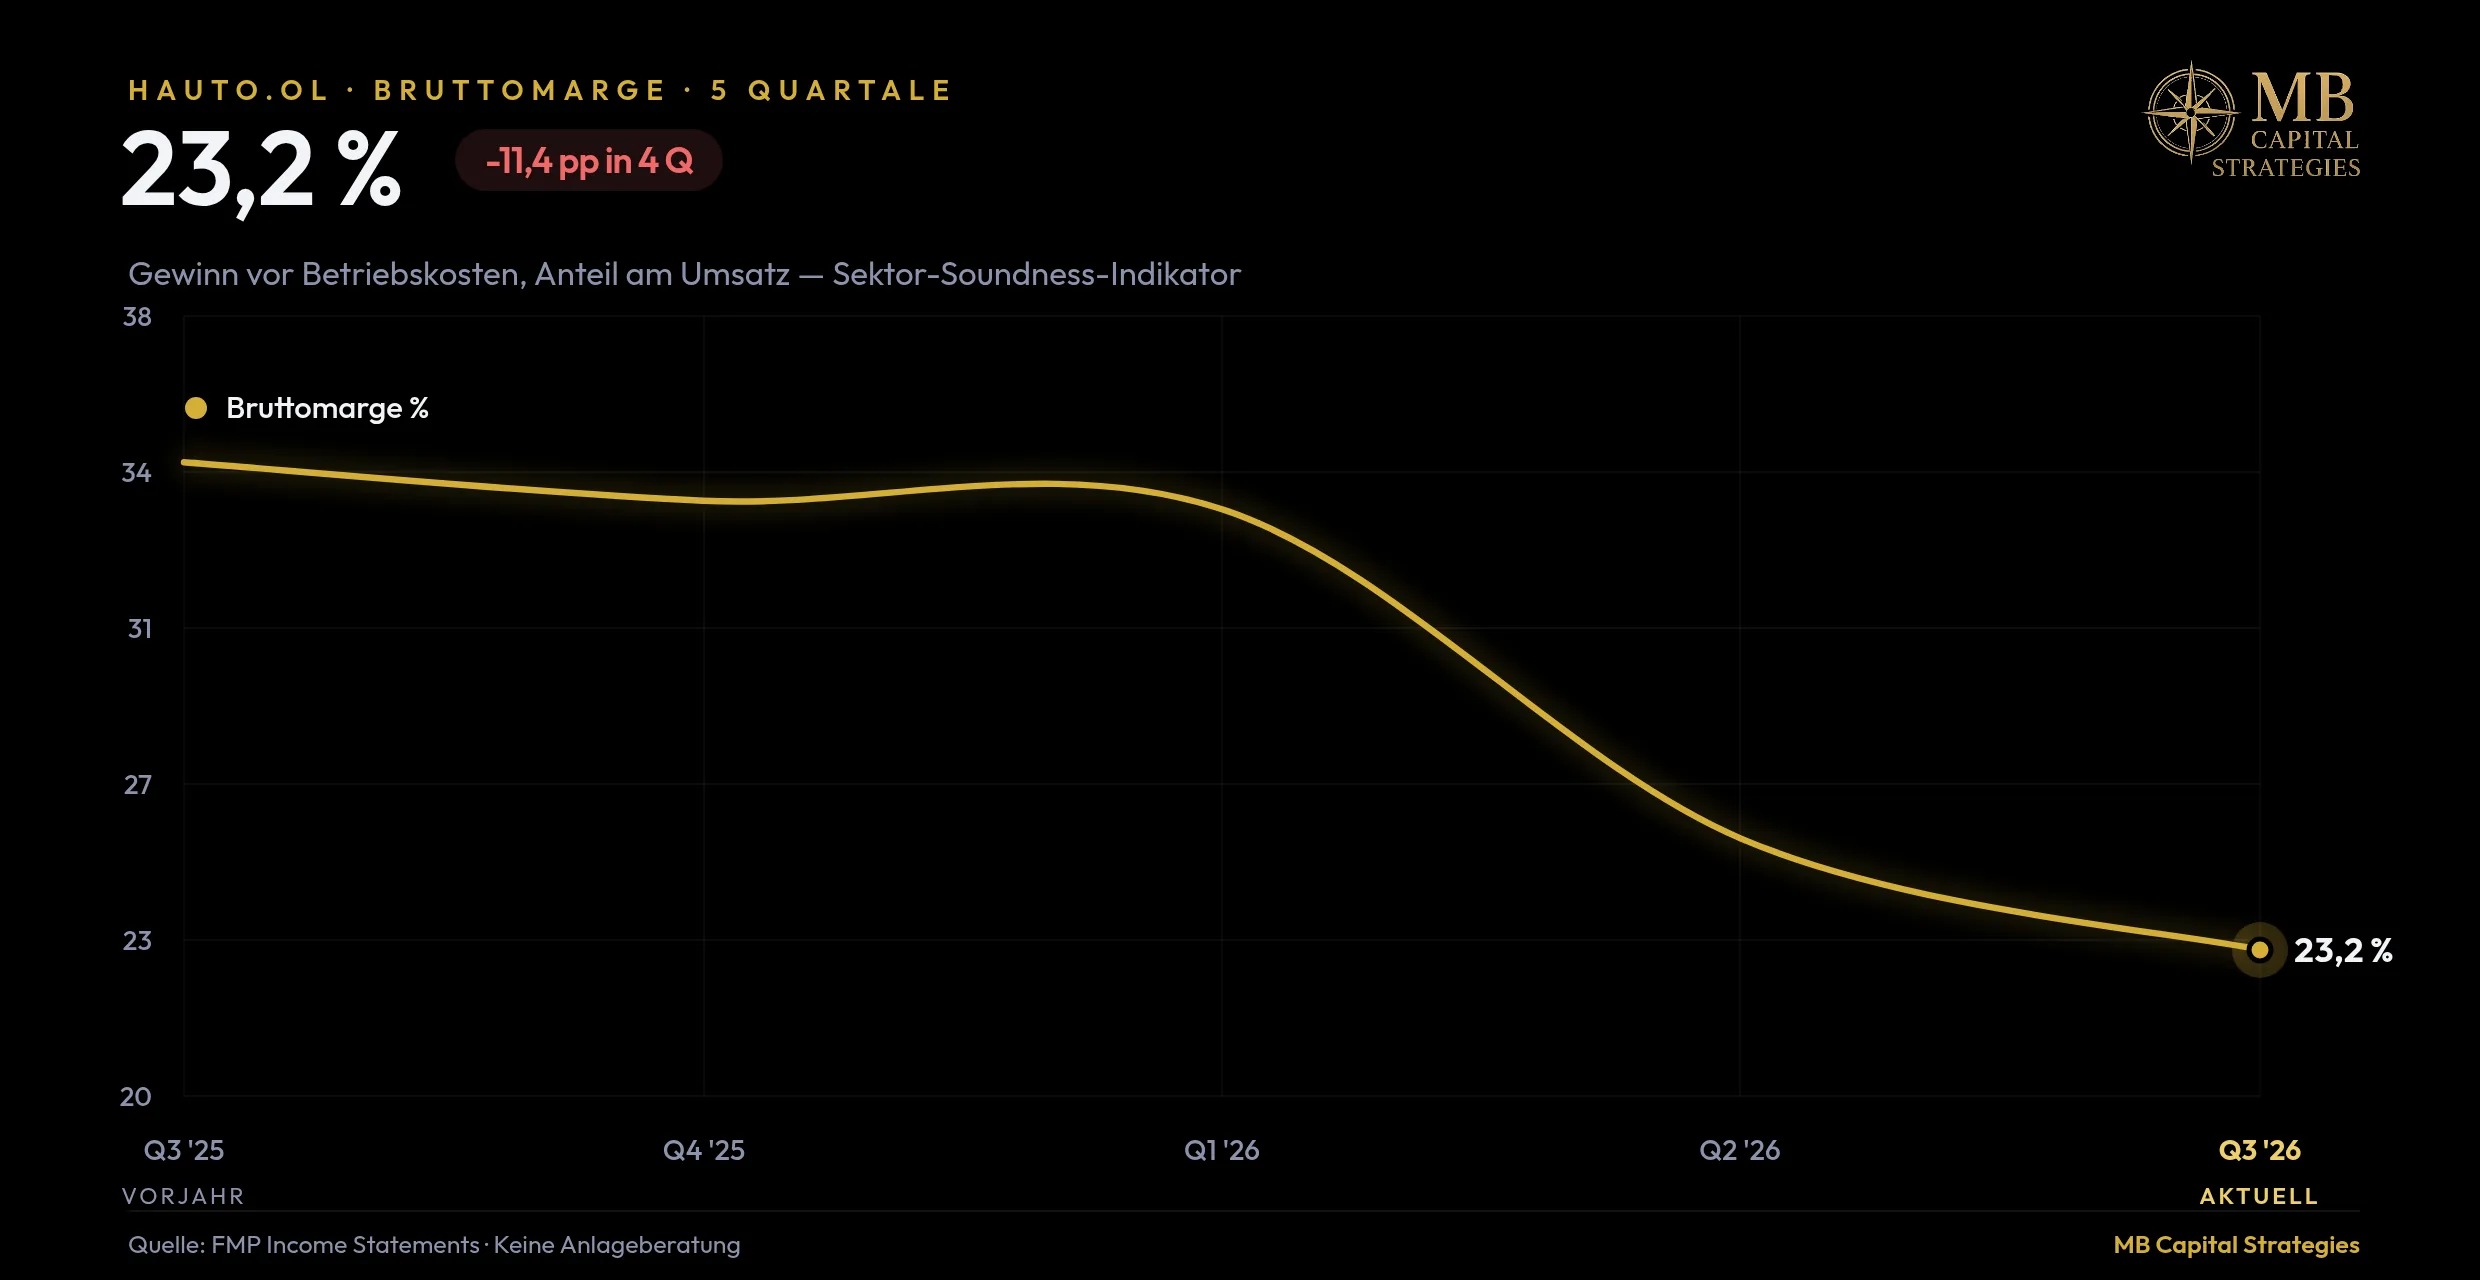 HAUTO.OL · BRUTTOMARGE · 5 QUARTALE
23,2 %
-11,4 pp in 4 Q
MB
CAPITAL
STRATEGIES
Gewinn vor Betriebskosten, Anteil am Umsatz — Sektor-Soundness-Indikator
38
Bruttomarge %
34
31
27
23
23,2 %
20
Q3 '25
Q4 '25
Q1 '26
Q2 '26
Q3 '26
VORJAHR
AKTUELL
Quelle: FMP Income Statements · Keine Anlageberatung
MB Capital Strategies